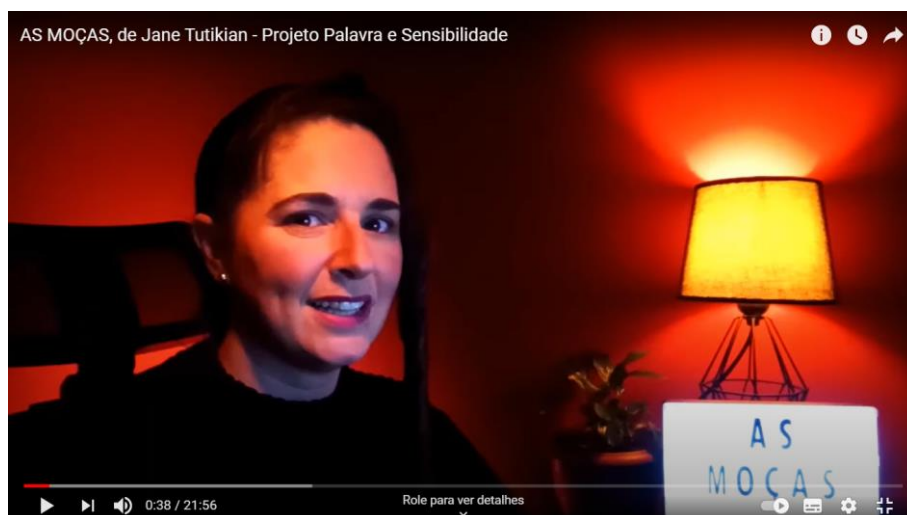 AS MOÇAS, de Jane Tutikian - Projeto Palavra e Sensibilidade
AS
MOÇAS
0:38 / 21:56
Role para ver detalhes